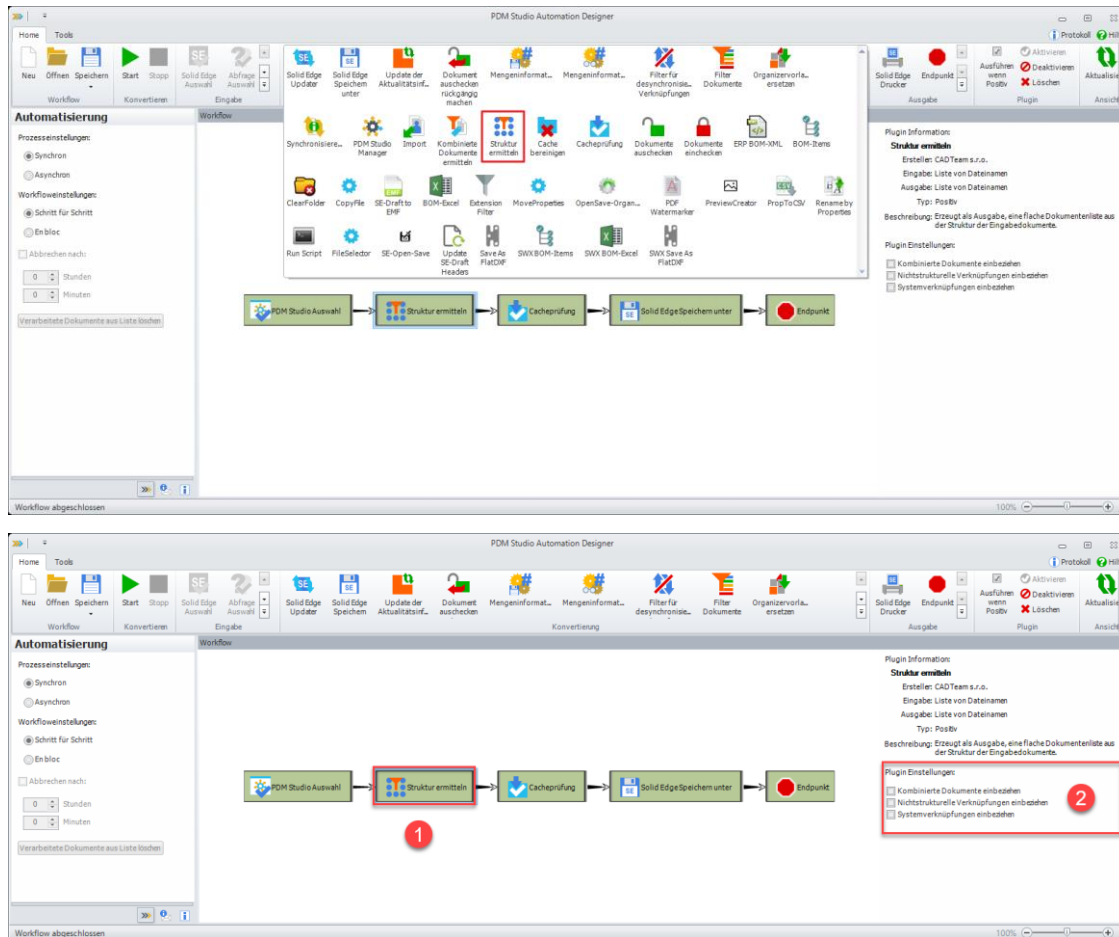 PDM Studio Automation Designer
Home Tools
Protokoll
Neu Öffnen Speichern Start Stopp Solid Edge Auswahl Abfrage Auswahl
Workflow Konvertieren Eingabe
Solid Edge Updater
Solid Edge Speichern unter
Update der Aktualitätsinf...
Dokument auschecken rückgängig machen
Mengeninformat...
Mengeninformat...
Filter für desynchronisie... Verknüpfungen
Filter Dokumente
Organizervorla... ersetzen
Synchronisiere...
PDM Studio Manager
Import
Kombinierte Dokumente ermitteln
Struktur ermitteln
Cache bereinigen
Cacheprüfung
Dokumente auschecken
Dokumente einchecken
ERP BOM-XML
BOM-Items
ClearFolder
CopyFile
SE-Draft to EMF
BOM-Excel
Extension Filter
MoveProperties
OpenSave-Organ...
PDF Watermarker
PreviewCreator
PropToCSV
Rename by Properties
Run Script
FileSelector
SE-Open-Save
Update SE-Draft Headers
Save As FlatDXF
SWX BOM-Items
SWX BOM-Excel
SWX Save As FlatDXF
Solid Edge Drucker
Endpunkt
Ausgabe
Ausführen wenn Positiv
Aktivieren
Deaktivieren
Löschen
Plugin
Ansicht
Automatisierung
Workflow
Prozesseinstellungen:
Synchron
Asynchron
Workfloweinstellungen:
Schritt für Schritt
En bloc
Abbrechen nach:
0 Stunden
0 Minuten
Verarbeitete Dokumente aus Liste löschen
PDM Studio Auswahl
Struktur ermitteln
Cacheprüfung
Solid Edge Speichern unter
Endpunkt
Plugin Information:
Struktur ermitteln
Ersteller: CADTeam s.r.o.
Eingabe: Liste von Dateinamen
Ausgabe: Liste von Dateinamen
Typ: Positiv
Beschreibung: Erzeugt als Ausgabe, eine flache Dokumentenliste aus
der Struktur der Eingabedokumente.
Plugin Einstellungen:
Kombinierte Dokumente einbeziehen
Nichtstrukturelle Verknüpfungen einbeziehen
Systemverknüpfungen einbeziehen
Workflow abgeschlossen
100%
PDM Studio Automation Designer
Home Tools
Protokoll
Neu Öffnen Speichern Start Stopp Solid Edge Auswahl Abfrage Auswahl
Workflow Konvertieren Eingabe
Solid Edge Updater
Solid Edge Speichern
Update der Aktualitätsinf...
Dokument auschecken
Mengeninformat...
Mengeninformat...
Filter für desynchronisie...
Filter Dokumente
Organizervorla... ersetzen
Konvertierung
Solid Edge Drucker
Endpunkt
Ausgabe
Ausführen wenn Positiv
Aktivieren
Deaktivieren
Löschen
Plugin
Ansicht
Automatisierung
Workflow
Prozesseinstellungen:
Synchron
Asynchron
Workfloweinstellungen:
Schritt für Schritt
En bloc
Abbrechen nach:
0 Stunden
0 Minuten
Verarbeitete Dokumente aus Liste löschen
PDM Studio Auswahl
Struktur ermitteln
Cacheprüfung
Solid Edge Speichern unter
Endpunkt
1
Plugin Information:
Struktur ermitteln
Ersteller: CADTeam s.r.o.
Eingabe: Liste von Dateinamen
Ausgabe: Liste von Dateinamen
Typ: Positiv
Beschreibung: Erzeugt als Ausgabe, eine flache Dokumentenliste aus
der Struktur der Eingabedokumente.
Plugin Einstellungen:
Kombinierte Dokumente einbeziehen
Nichtstrukturelle Verknüpfungen einbeziehen
Systemverknüpfungen einbeziehen
2
Workflow abgeschlossen
100%